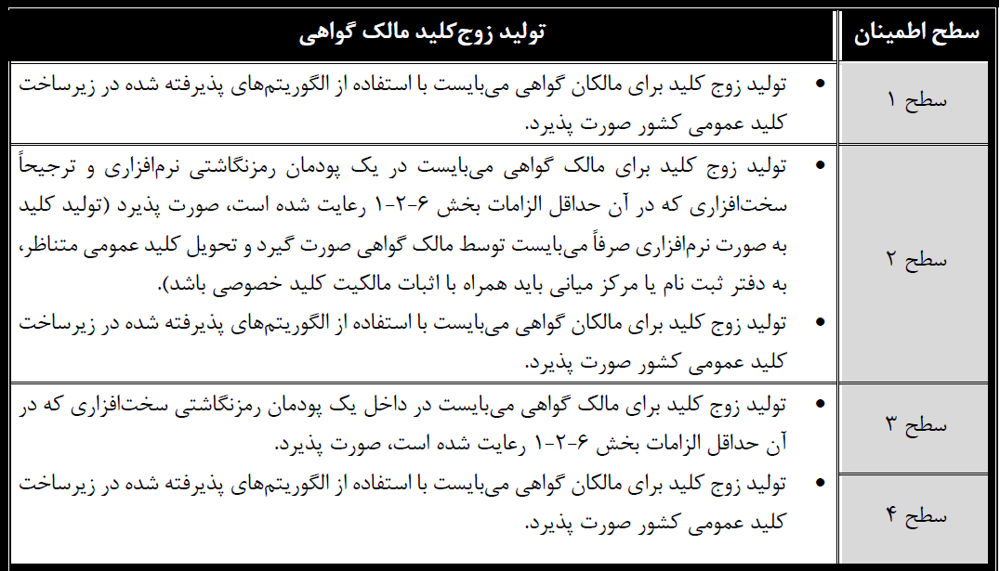 سطح اطمینان
تولید زوج‌کلید مالک گواهی
سطح ۱
• تولید زوج کلید برای مالکان گواهی می‌بایست با استفاده از الگوریتم‌های پذیرفته شده در زیرساخت
کلید عمومی کشور صورت پذیرد.
سطح ۲
• تولید زوج کلید برای مالک گواهی می‌بایست در یک پودمان رمزنگاشتی نرم‌افزاری و ترجیحاً
سخت‌افزاری که در آن حداقل الزامات بخش ۶-۲-۱ رعایت شده است، صورت پذیرد (تولید کلید
به صورت نرم‌افزاری صرفاً می‌بایست توسط مالک گواهی صورت گیرد و تحویل کلید عمومی متناظر،
به دفتر ثبت نام یا مرکز میانی باید همراه با اثبات مالکیت کلید خصوصی باشد).
• تولید زوج کلید برای مالکان گواهی می‌بایست با استفاده از الگوریتم‌های پذیرفته شده در زیرساخت
کلید عمومی کشور صورت پذیرد.
سطح ۳
• تولید زوج کلید برای مالک گواهی می‌بایست در داخل یک پودمان رمزنگاشتی سخت‌افزاری که در
آن حداقل الزامات بخش ۶-۲-۱ رعایت شده است، صورت پذیرد.
• تولید زوج کلید برای مالکان گواهی می‌بایست با استفاده از الگوریتم‌های پذیرفته شده در زیرساخت
کلید عمومی کشور صورت پذیرد.
سطح ۴